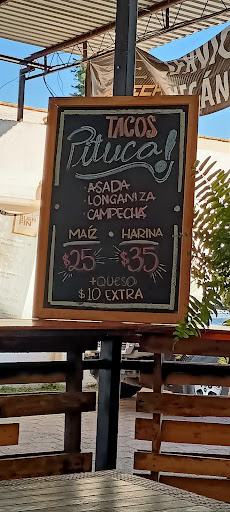 TACOS
Pituca!
· ASADA
· LONGANIZA
· CAMPECHA
MAÍZ · HARINA
$25 $35
+QUESO
$10 EXTRA